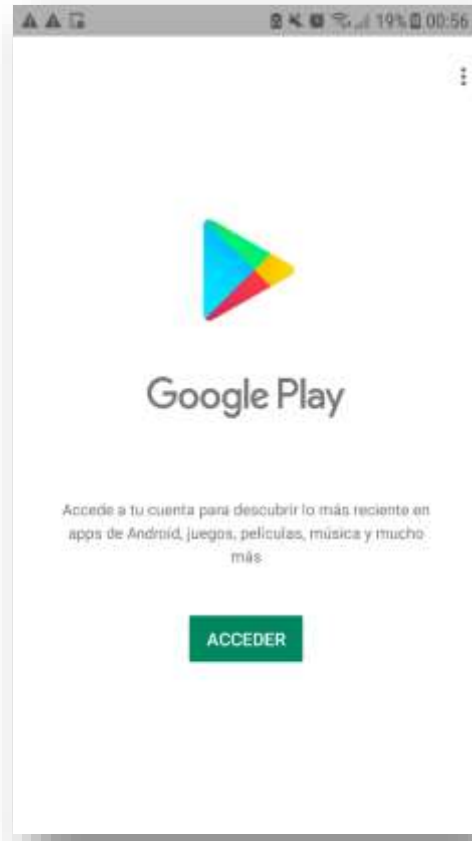 19% 00:56
Google Play
Accede a tu cuenta para descubrir lo más reciente en
apps de Android, juegos, películas, música y mucho
más
ACCEDER